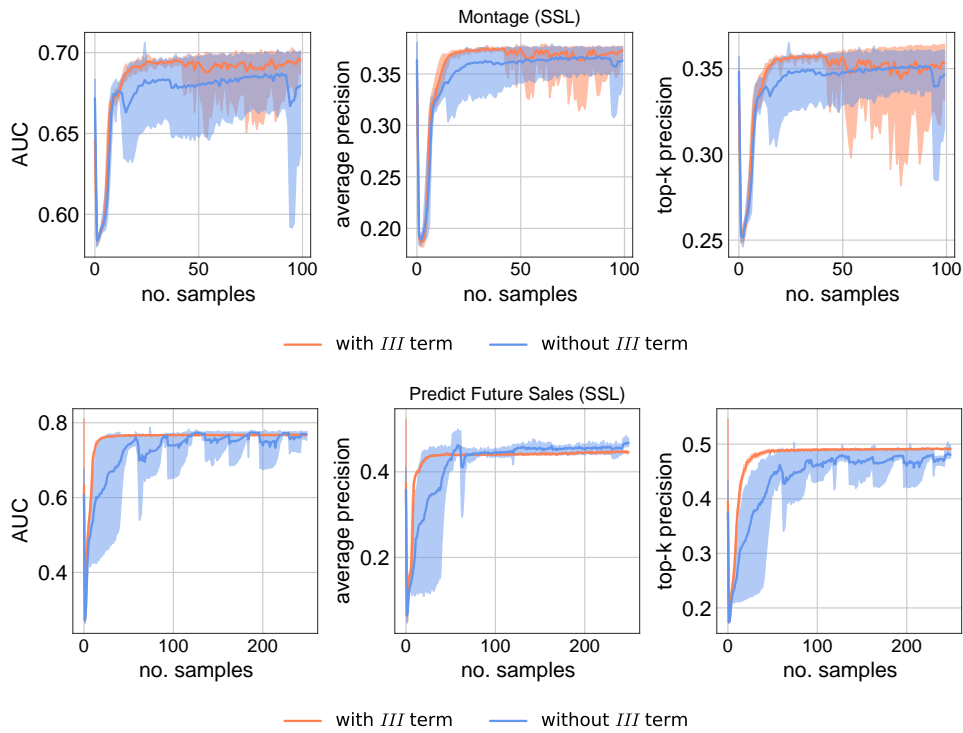 Montage (SSL)
AUC
0.70
0.65
0.60
0 50 100
no. samples
average precision
0.35
0.30
0.25
0.20
0 50 100
no. samples
top-k precision
0.35
0.30
0.25
0 50 100
no. samples
with III term without III term
Predict Future Sales (SSL)
AUC
0.8
0.6
0.4
0 100 200
no. samples
average precision
0.4
0.2
0 100 200
no. samples
top-k precision
0.5
0.4
0.3
0.2
0 100 200
no. samples
with III term without III term